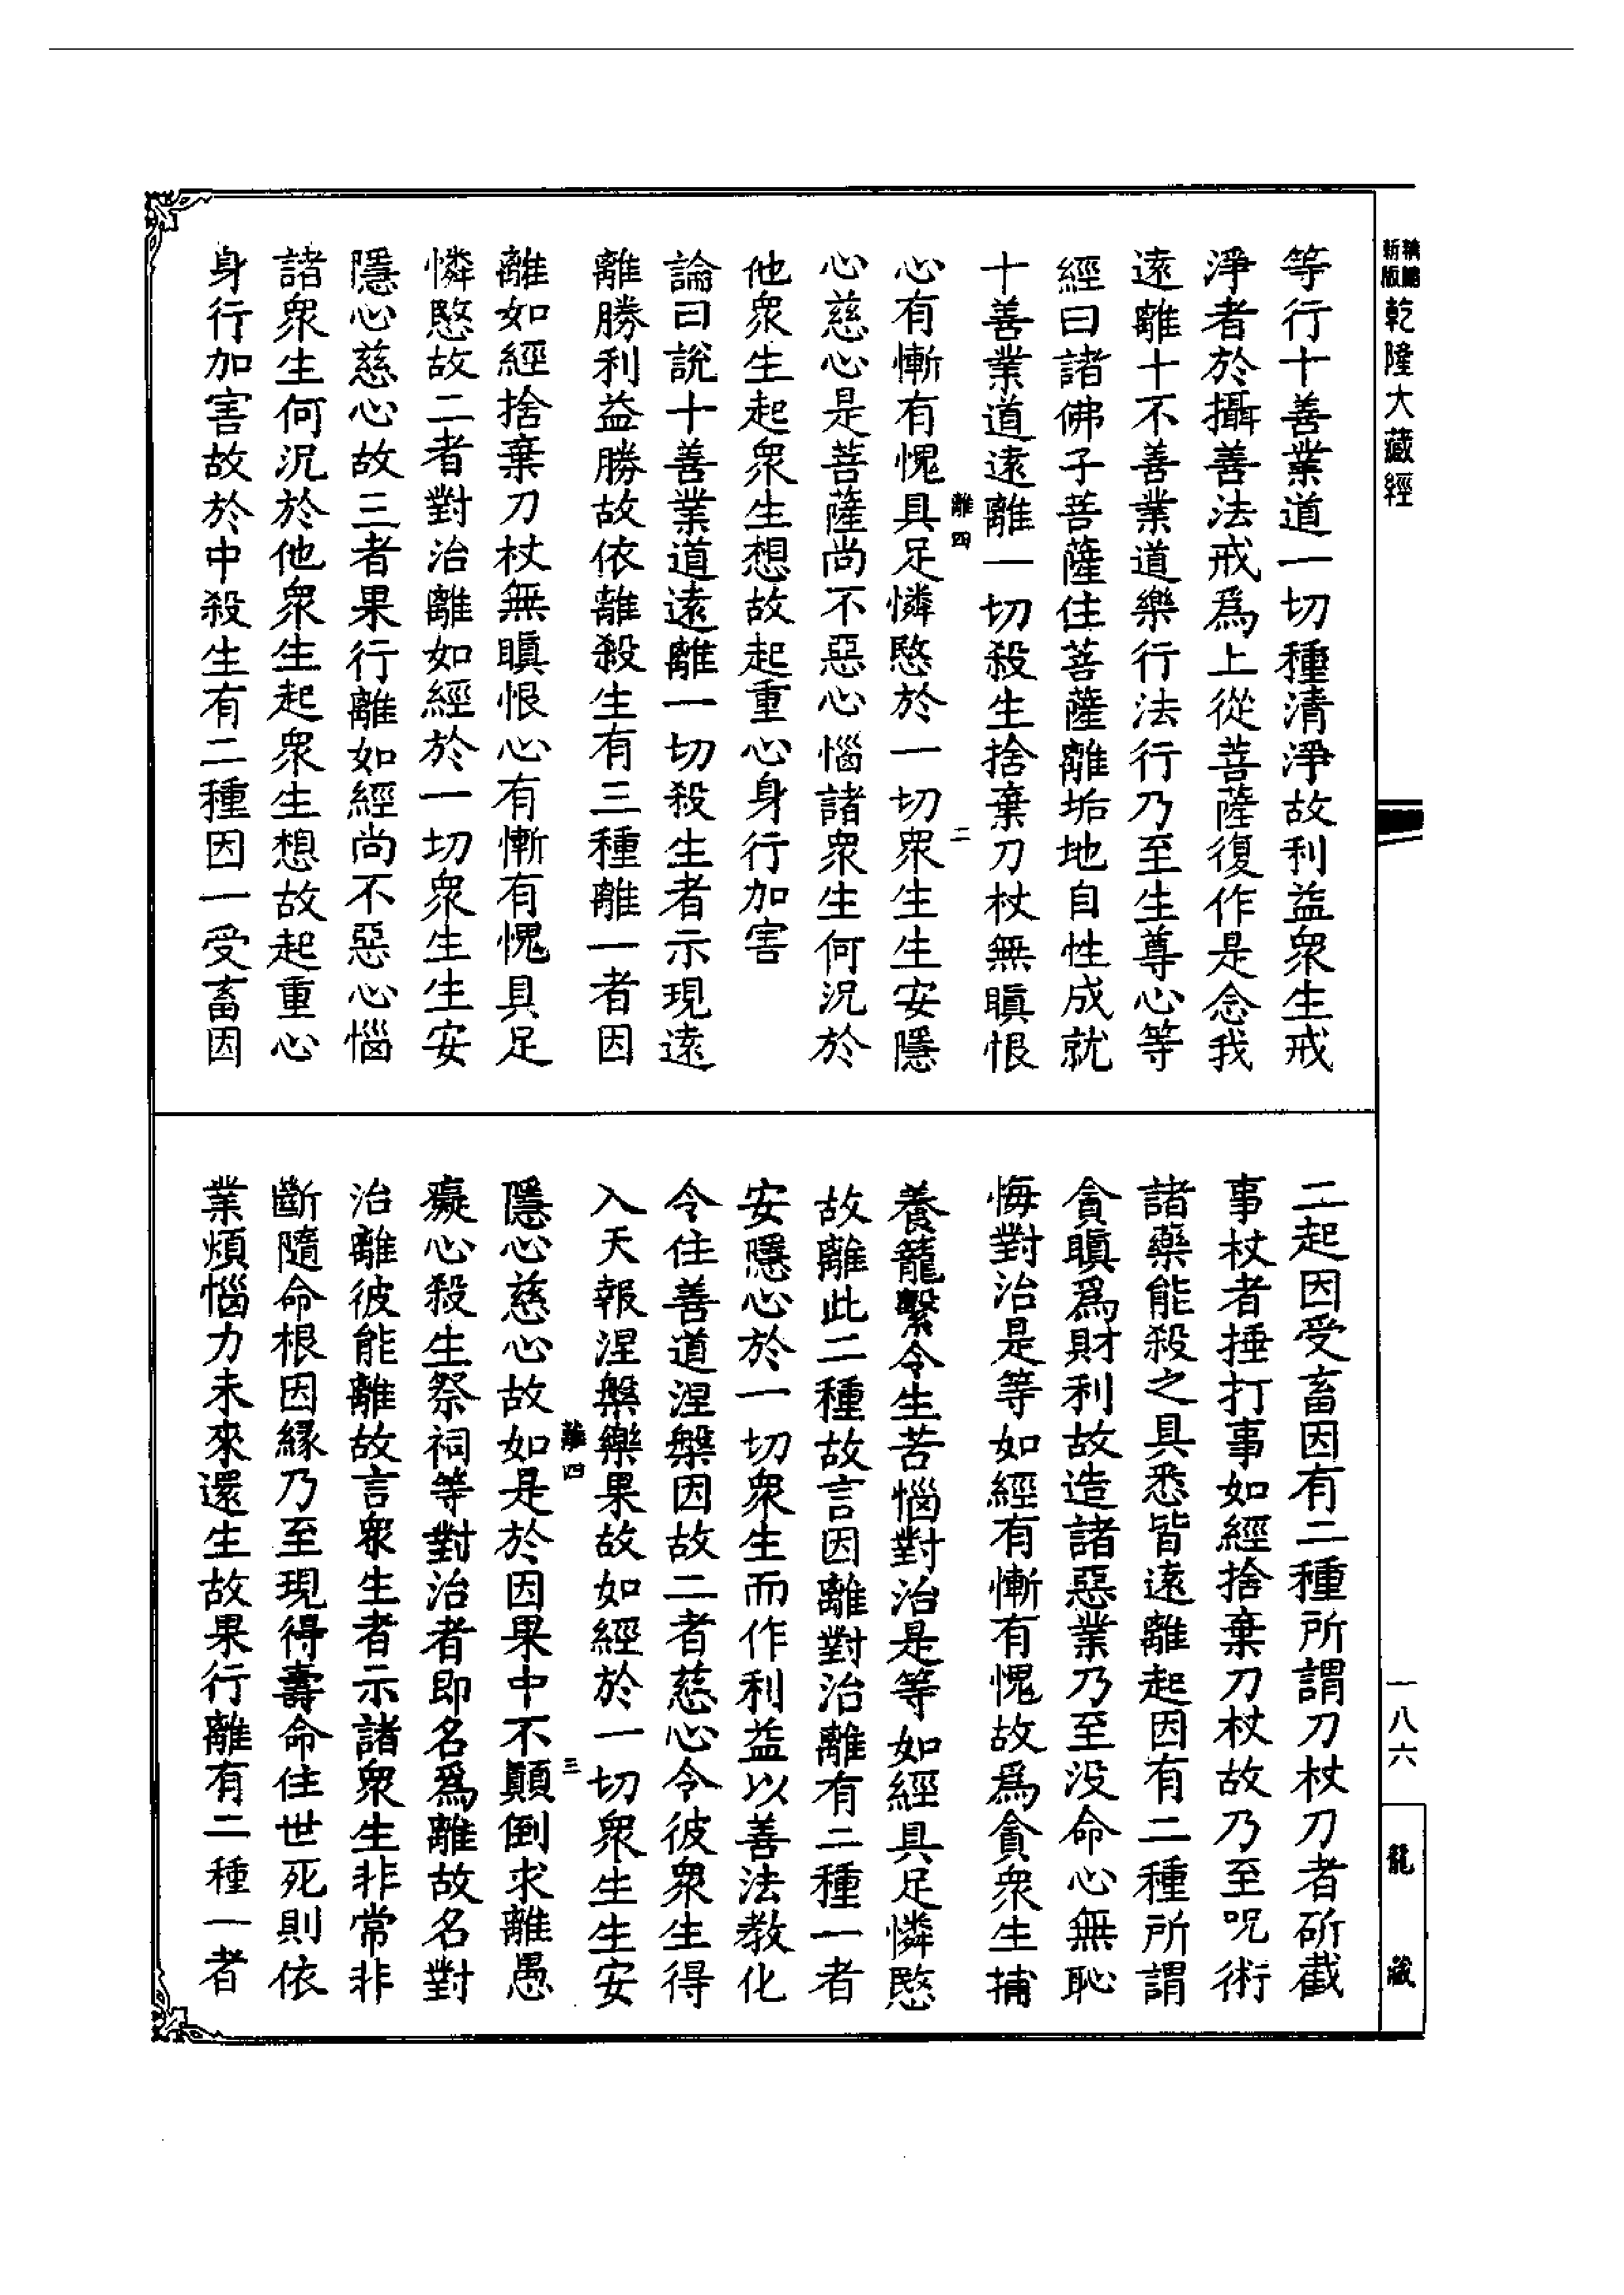 精編新版乾隆大藏經
等行十善業道一切種清淨故利益衆生戒
淨者於攝善法戒爲上從菩薩復作是念我
遠離十不善業道樂行法行乃至生尊心等
經曰諸佛子菩薩住菩薩離垢地自性成就
十善業道遠離一切殺生捨棄刀杖無瞋恨
離四 二
心有慚有愧具足憐愍於一切衆生生安隱
心慈心是菩薩尚不惡心惱諸衆生何況於
他衆生起衆生想故起重心身行加害
論曰說十善業道遠離一切殺生者示現遠
離勝利益勝故依離殺生有三種離一者因
離如經捨棄刀杖無瞋恨心有慚有愧具足
憐愍故二者對治離如經於一切衆生生安
隱心慈心故三者果行離如經尚不惡心惱
諸衆生何況於他衆生起衆生想故起重心
身行加害故於中殺生有二種因一受畜因
二起因受畜因有二種所謂刀杖刀者斫截
事杖者捶打事如經捨棄刀杖故乃至呪術
諸藥能殺之具悉皆遠離起因有二種所謂
貪瞋爲財利故造諸惡業乃至没命心無恥
悔對治是等如經有慚有愧故爲貪衆生捕
養籠繫令生苦惱對治是等如經具足憐愍
故離此二種故言因離對治離有二種一者
安隱心於一切衆生而作利益以善法教化
令住善道涅槃因故二者慈心令彼衆生得
入天報涅槃樂果故如經於一切衆生生安
離四 三
隱心慈心故如是於因果中不顛倒求離愚
癡心殺生祭祠等對治者即名爲離故名對
治離彼能離故言衆生者示諸衆生非常非
斷隨命根因緣乃至現得壽命住世死則依
業煩惱力未來還生故果行離有二種一者
一八六
龍藏